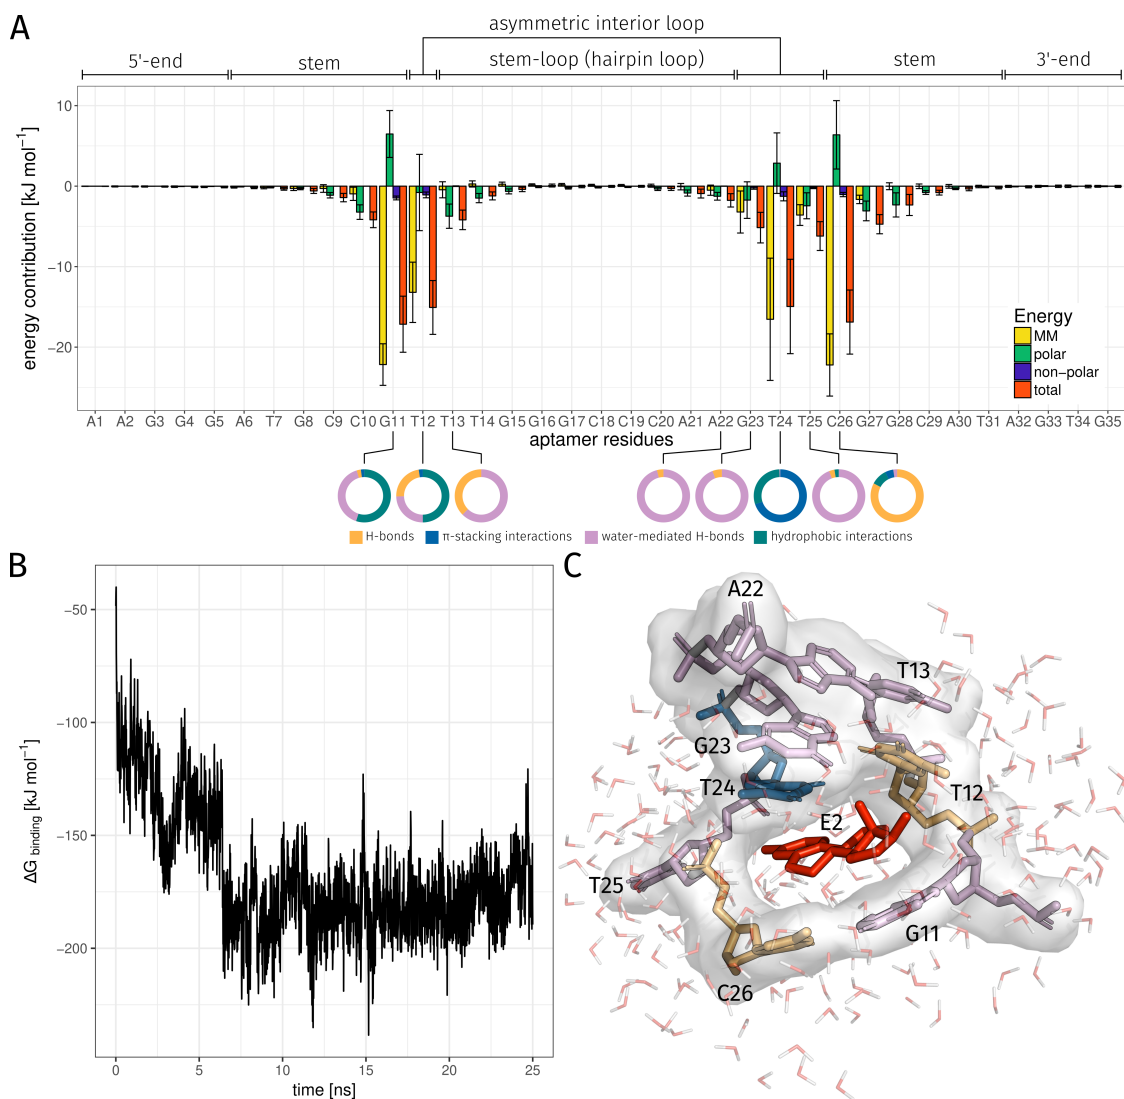 A
asymmetric interior loop
5'-end
stem
stem-loop (hairpin loop)
stem
3'-end
energy contribution [kJ mol−1]
10
0
−10
−20
Energy
MM
polar
non−polar
total
A1 A2 G3 G4 G5 A6 T7 G8 G9 C10 G11 T12 T13 T14 G15 G16 G17 C18 C19 C20 A21 A22 G23 T24 T25 C26 G27 G28 C29 A30 T31 A32 G33 T34 G35
aptamer residues
H-bonds
π-stacking interactions
water-mediated H-bonds
hydrophobic interactions
B
ΔG binding [kJ mol−1]
−50
−100
−150
−200
0 5 10 15 20 25
time [ns]
C
A22
T13
G23
T24
T12
E2
T25
G11
C26